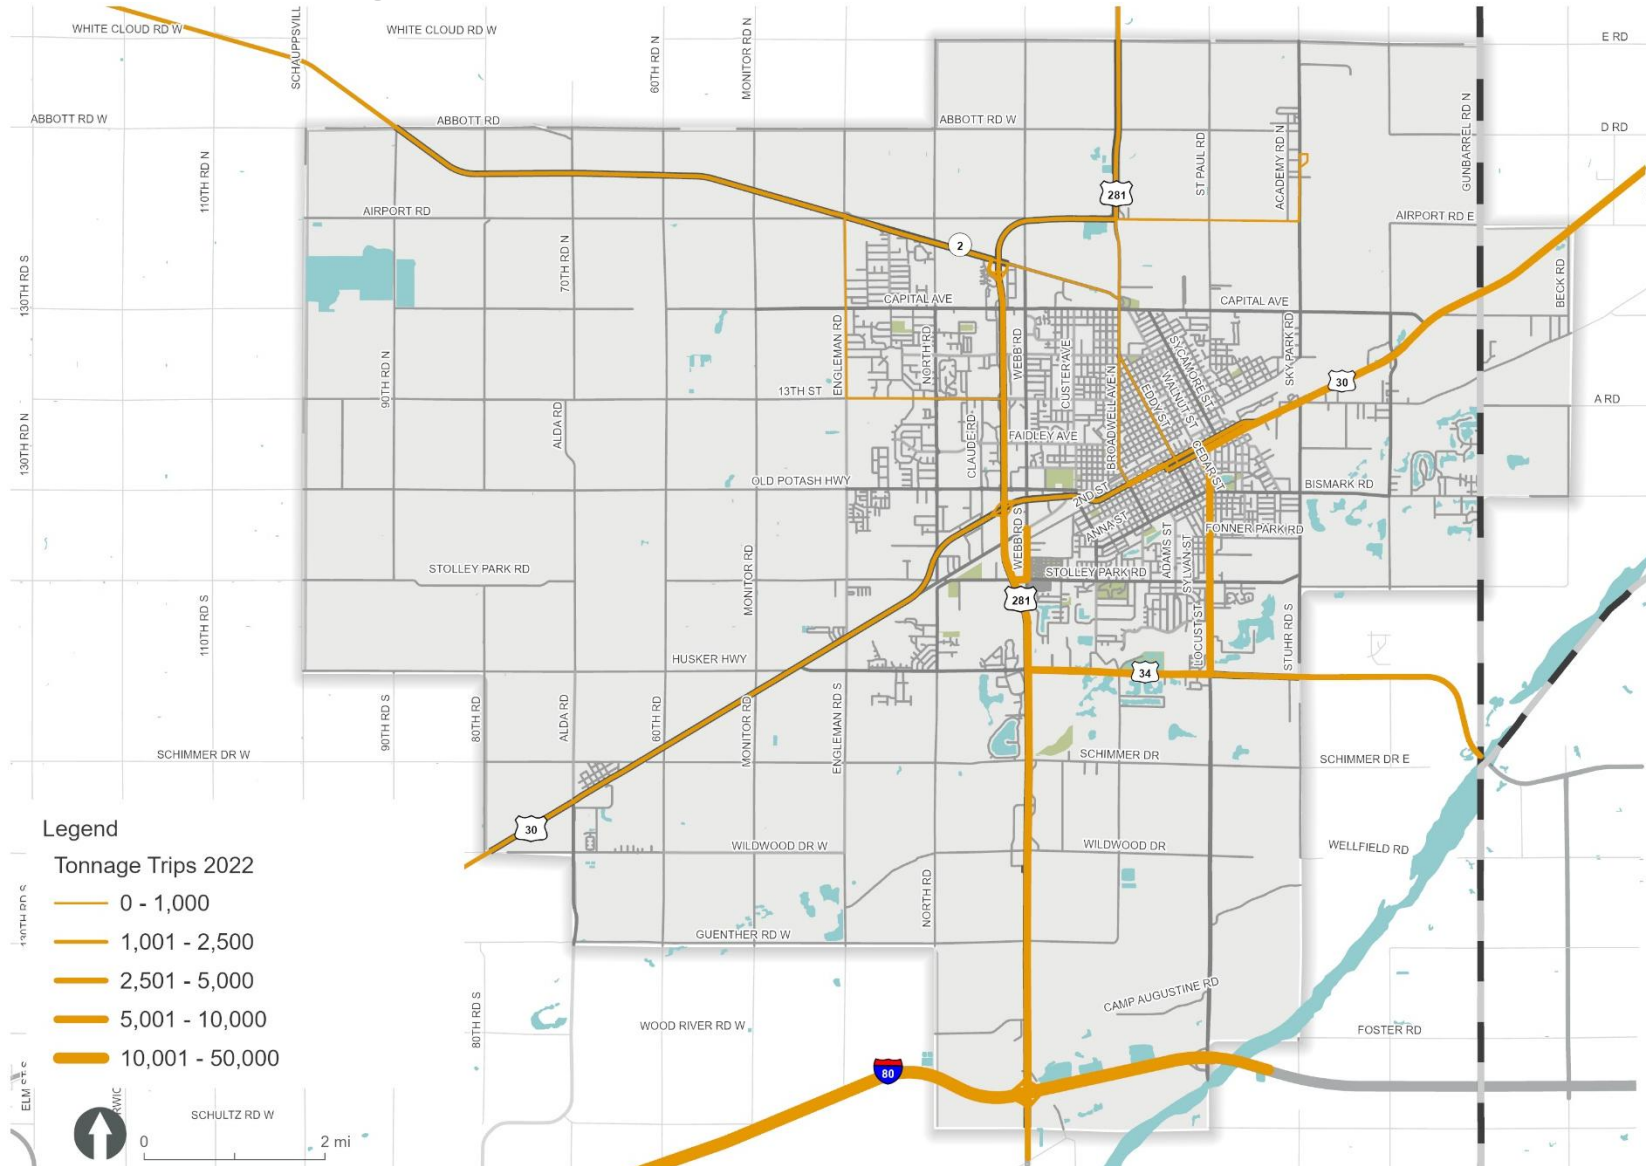 WHITE CLOUD RD W
WHITE CLOUD RD W
E RD
SCHAUPPSVILL
60TH RD N
MONITOR RD N
ABBOTT RD W
ABBOTT RD
ABBOTT RD W
D RD
GUNBARREL RD N
110TH RD N
ST PAUL RD
ACADEMY RD N
281
AIRPORT RD
AIRPORT RD E
2
70TH RD N
130TH RD S
BECK RD
CAPITAL AVE
CAPITAL AVE
ENGLEMAN RD
NORTH RD
WEBB RD
CUSTER AVE
SYCAMORE ST
SKY PARK RD
90TH RD N
WALNUT ST
30
13TH ST
EDDY ST
BROADWELL AVE N
A RD
ALDA RD
CLAUDE RD
FAIDLEY AVE
130TH RD N
CEDAR ST
OLD POTASH HWY
2ND ST
BISMARK RD
ANNA ST
WEBB RD S
ADAMS ST
FONNER PARK RD
SYLVAN ST
STOLLEY PARK RD
MONITOR RD
STOLLEY PARK RD
281
110TH RD S
LOCUST ST
STUHR RD S
HUSKER HWY
34
90TH RD S
80TH RD
ALDA RD
60TH RD
MONITOR RD
ENGLEMAN RD S
SCHIMMER DR W
SCHIMMER DR
SCHIMMER DR E
30
WILDWOOD DR W
WILDWOOD DR
WELLFIELD RD
Legend
Tonnage Trips 2022
0 - 1,000
1,001 - 2,500
2,501 - 5,000
5,001 - 10,000
10,001 - 50,000
130TH RD S
NORTH RD
GUENTHER RD W
CAMP AUGUSTINE RD
80TH RD S
WOOD RIVER RD W
FOSTER RD
80
SCHULTZ RD W
0 2 mi